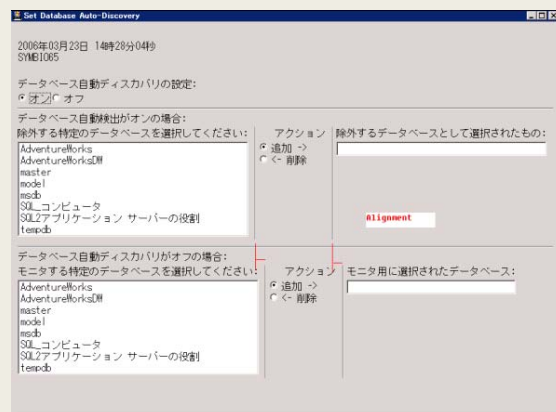 Set Database Auto-Discovery
2006年03月23日 14時28分04秒
SYMBIO65
データベース自動ディスカバリの設定:
オン オフ
データベース自動検出がオンの場合:
除外する特定のデータベースを選択してください: アクション 除外するデータベースとして選択されたもの:
AdventureWorks 追加 ->
AdventureWorksDW <- 削除
master
model
msdb
SQL_コンピュータ
SQL2アプリケーション サーバーの役割
tempdb
Alignment
データベース自動ディスカバリがオフの場合:
モニタする特定のデータベースを選択してください: アクション モニタ用に選択されたデータベース:
AdventureWorks 追加 ->
AdventureWorksDW <- 削除
master
model
msdb
SQL_コンピュータ
SQL2アプリケーション サーバーの役割
tempdb